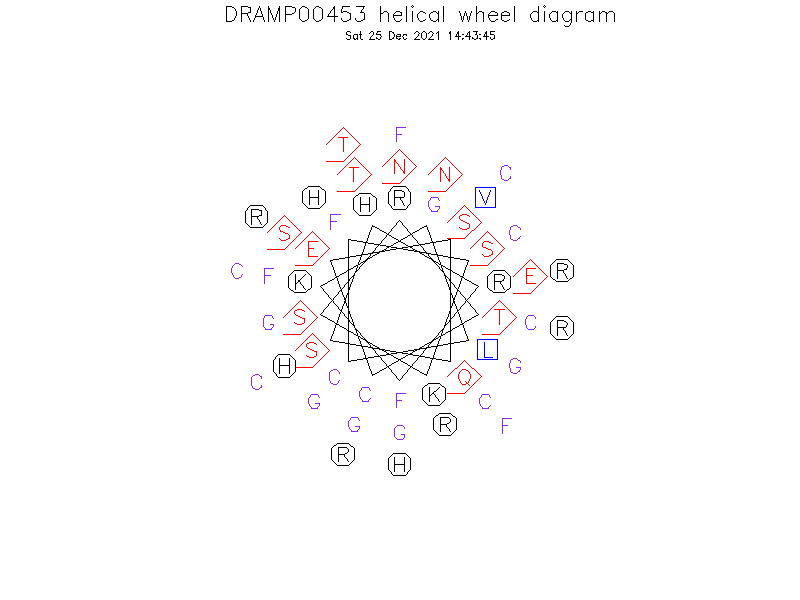 DRAMP00453 helical wheel diagram
Sat 25 Dec 2021 14:43:45
F
T
N
T N C
H V
H R G
R F S
S C
E S
C F E R
K R
G S T C R
S L
H G
C C Q
C K C
G F
G R F
G
R
H